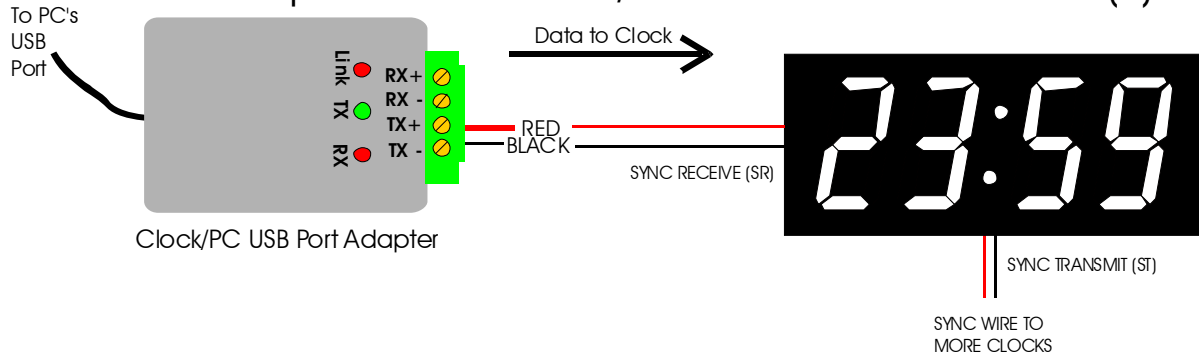 To PC's
USB
Port
Link
TX
RX
RX+
RX -
TX+
TX -
Data to Clock
RED
BLACK
SYNC RECEIVE (SR)
23:59
Clock/PC USB Port Adapter
SYNC TRANSMIT (ST)
SYNC WIRE TO
MORE CLOCKS